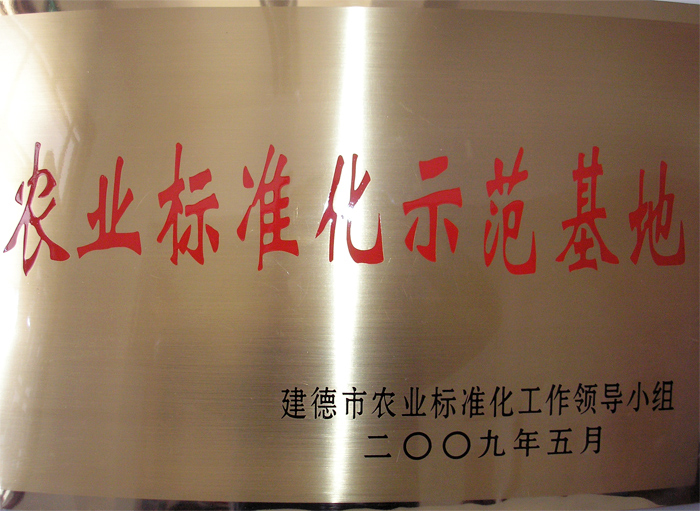 农业标准化示范基地
建德市农业标准化工作领导小组
二〇〇九年五月